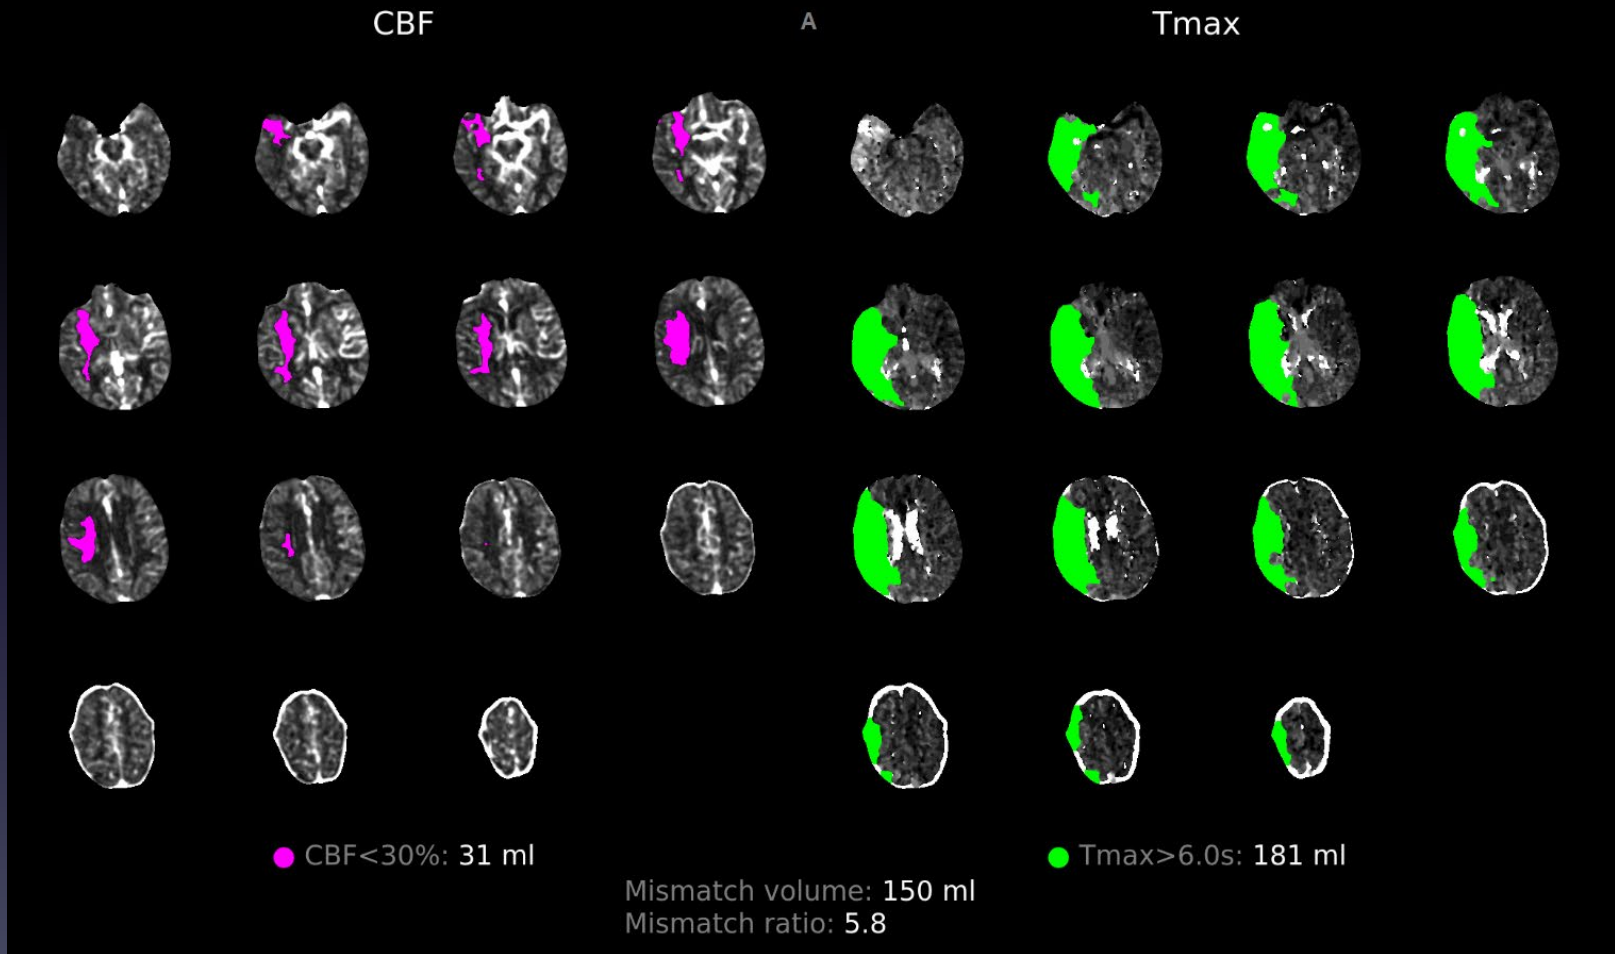 CBF
A
Tmax
CBF<30%: 31 ml
Tmax>6.0s: 181 ml
Mismatch volume: 150 ml
Mismatch ratio: 5.8